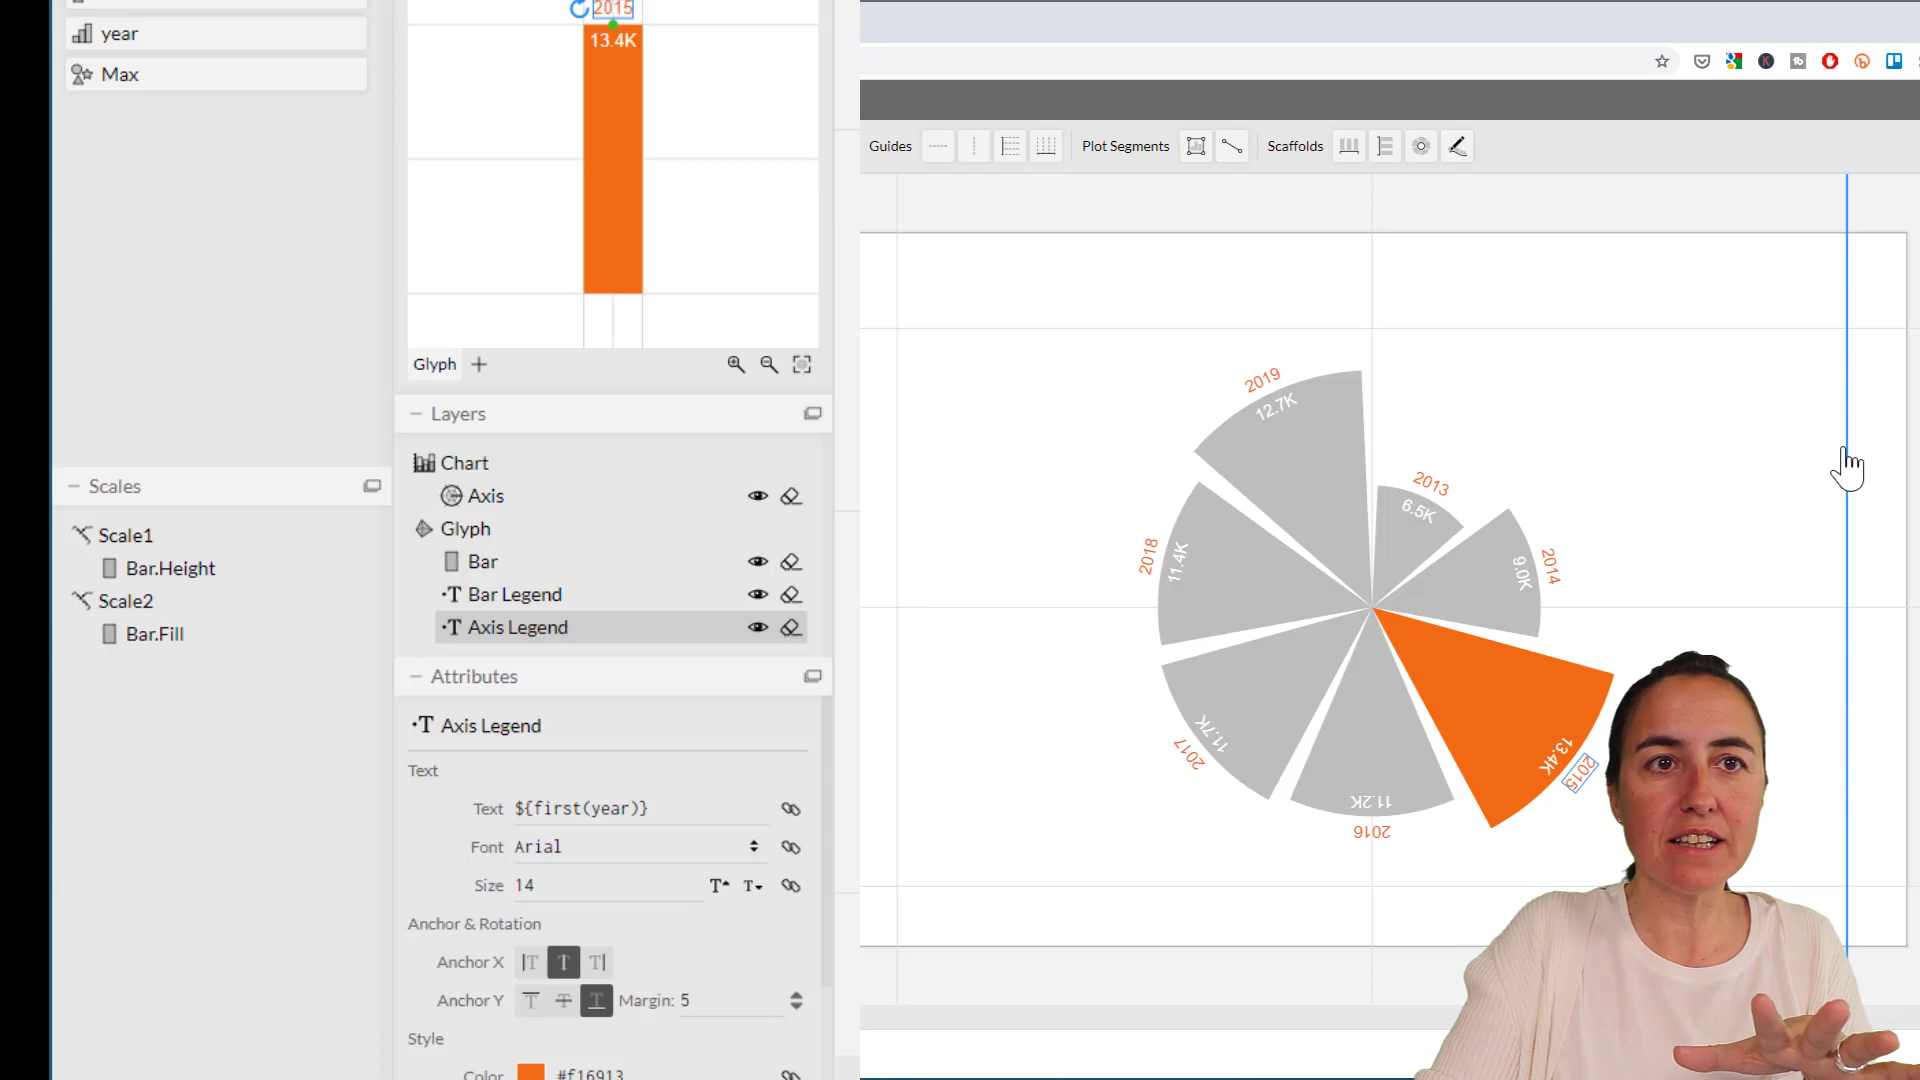 year
Max
Scales
Scale1
Bar.Height
Scale2
Bar.Fill
2015
13.4K
Glyph
Layers
Chart
Axis
Glyph
Bar
Bar Legend
Axis Legend
Attributes
Axis Legend
Text
Text ${first(year)}
Font Arial
Size 14
Anchor & Rotation
Anchor X
Anchor Y Margin: 5
Style
Color #f16913
Guides Plot Segments Scaffolds
2019
12.7K
2013
6.5K
2018
11.4K
2014
9.0K
2017
11.7K
13.4K
2015
11.2K
2016